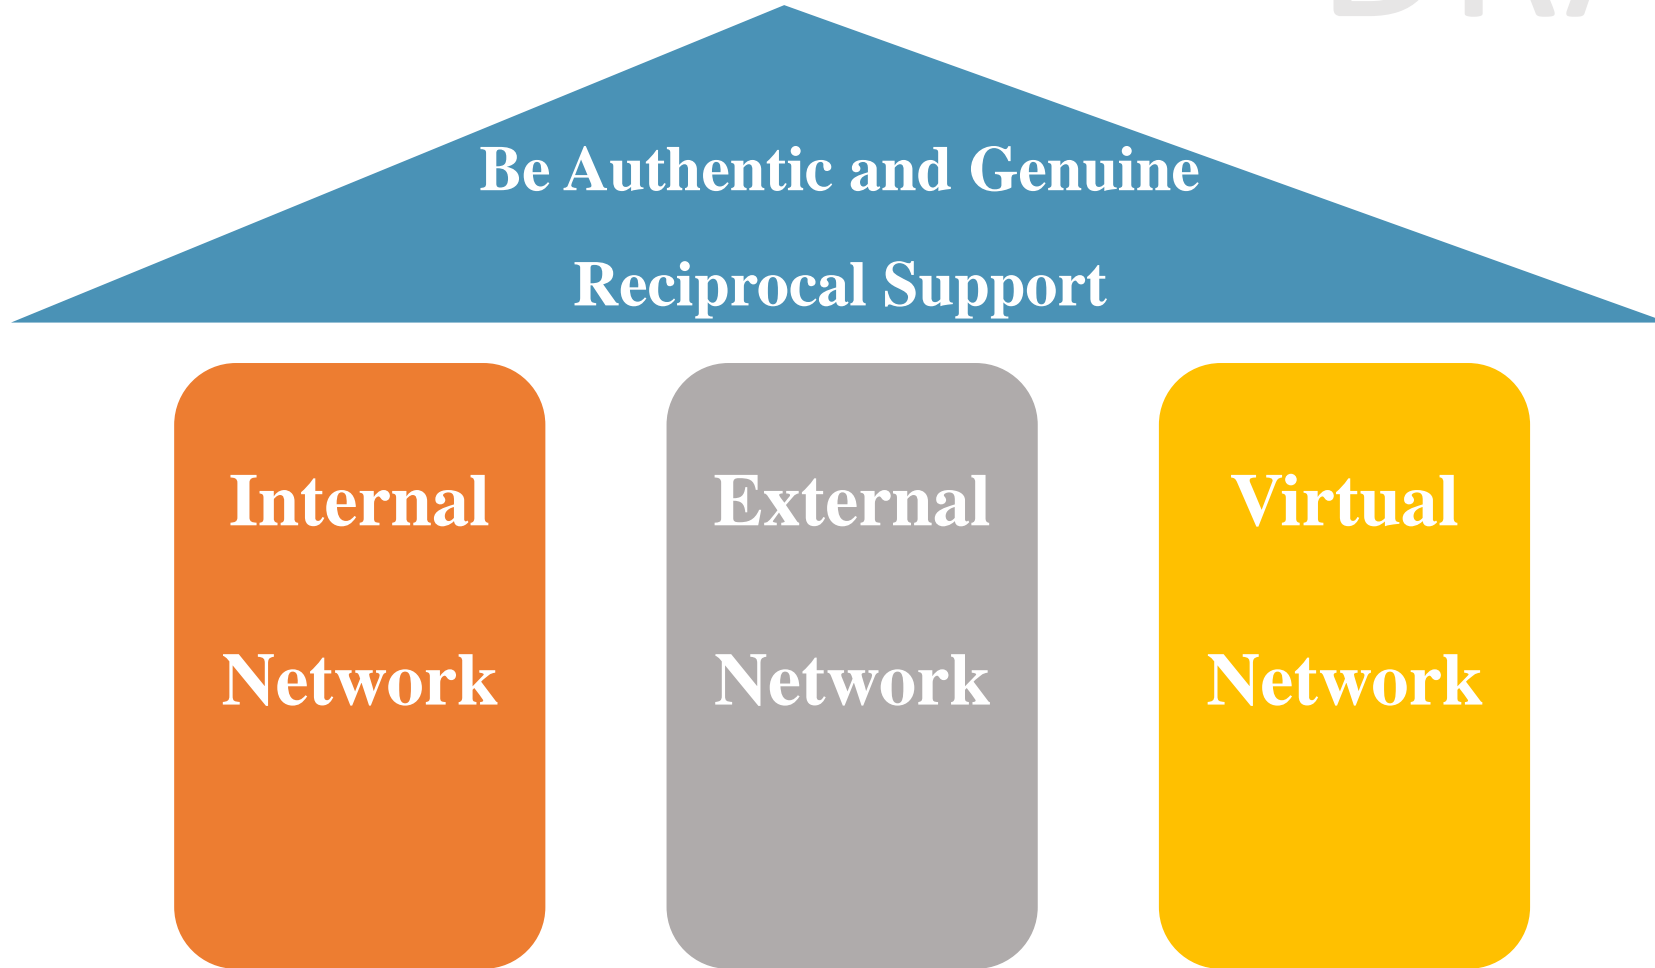 Be Authentic and Genuine
Reciprocal Support
Internal
Network
External
Network
Virtual
Network